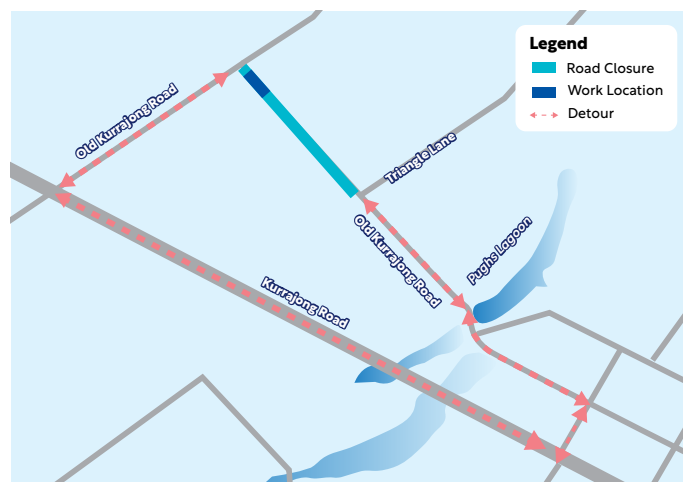 Legend
Road Closure
Work Location
Detour
Old Kurrajong Road
Triangle Lane
Old Kurrajong Road
Pughs Lagoon
Kurrajong Road